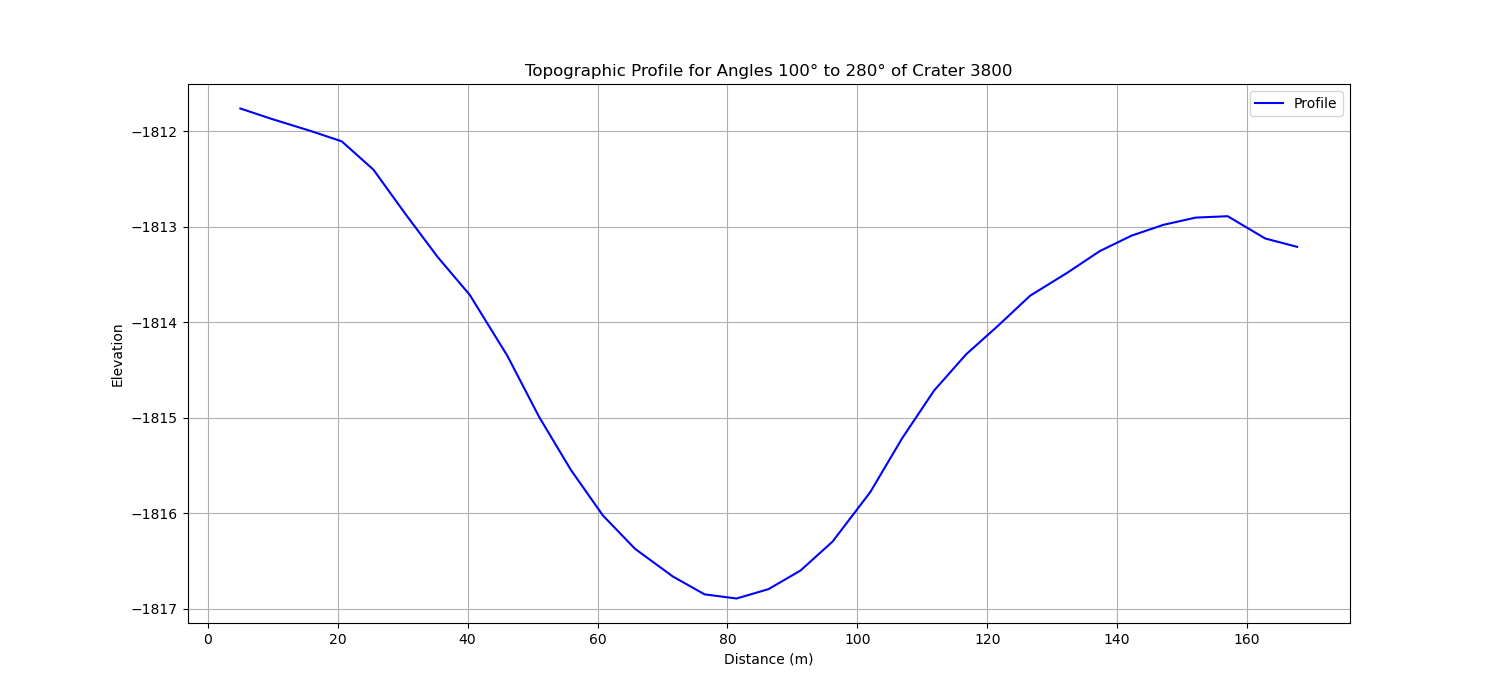 Topographic Profile for Angles 100° to 280° of Crater 3800
Profile
−1812
−1813
−1814
−1815
−1816
−1817
Elevation
0 20 40 60 80 100 120 140 160
Distance (m)